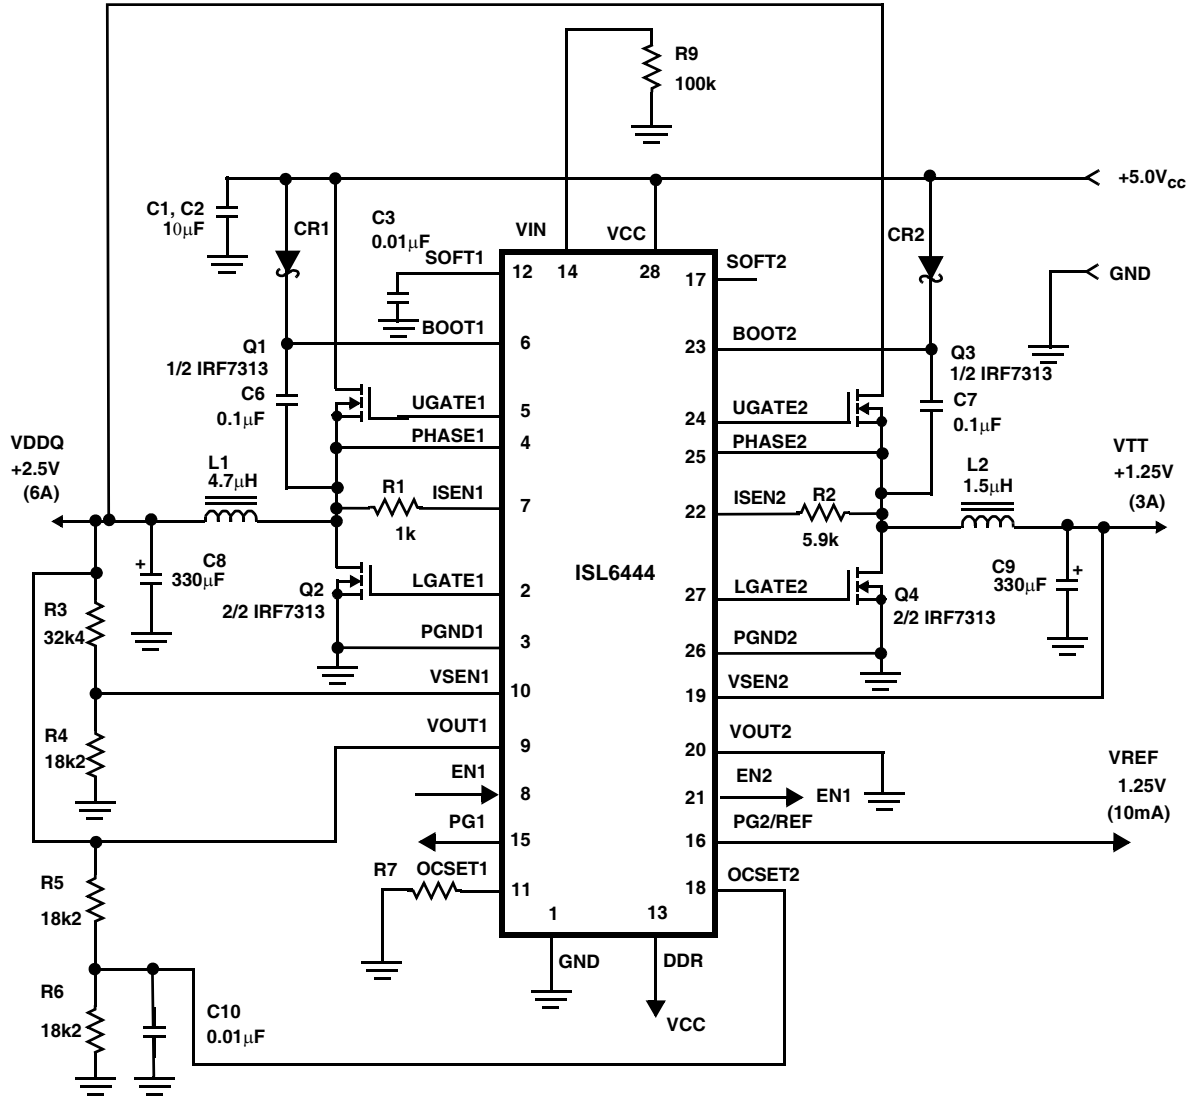 R9
100k
+5.0Vcc
C1, C2
10µF
CR1
C3
0.01µF
VIN
VCC
CR2
SOFT1
12
14
28
17
SOFT2
GND
BOOT1
6
23
BOOT2
Q1
1/2 IRF7313
Q3
1/2 IRF7313
C6
0.1µF
UGATE1
5
24
UGATE2
C7
0.1µF
PHASE1
4
25
PHASE2
VDDQ
+2.5V
(6A)
L1
4.7µH
R1
1k
ISEN1
7
22
ISEN2
R2
5.9k
L2
1.5µH
VTT
+1.25V
(3A)
+
C8
330µF
ISL6444
C9
330µF
+
Q2
2/2 IRF7313
LGATE1
2
27
LGATE2
Q4
2/2 IRF7313
R3
32k4
PGND1
3
26
PGND2
VSEN1
10
19
VSEN2
R4
18k2
VOUT1
9
20
VOUT2
EN1
8
21
EN2
EN1
VREF
1.25V
(10mA)
PG1
15
16
PG2/REF
R7
OCSET1
11
18
OCSET2
R5
18k2
1
13
GND
DDR
VCC
R6
18k2
C10
0.01µF